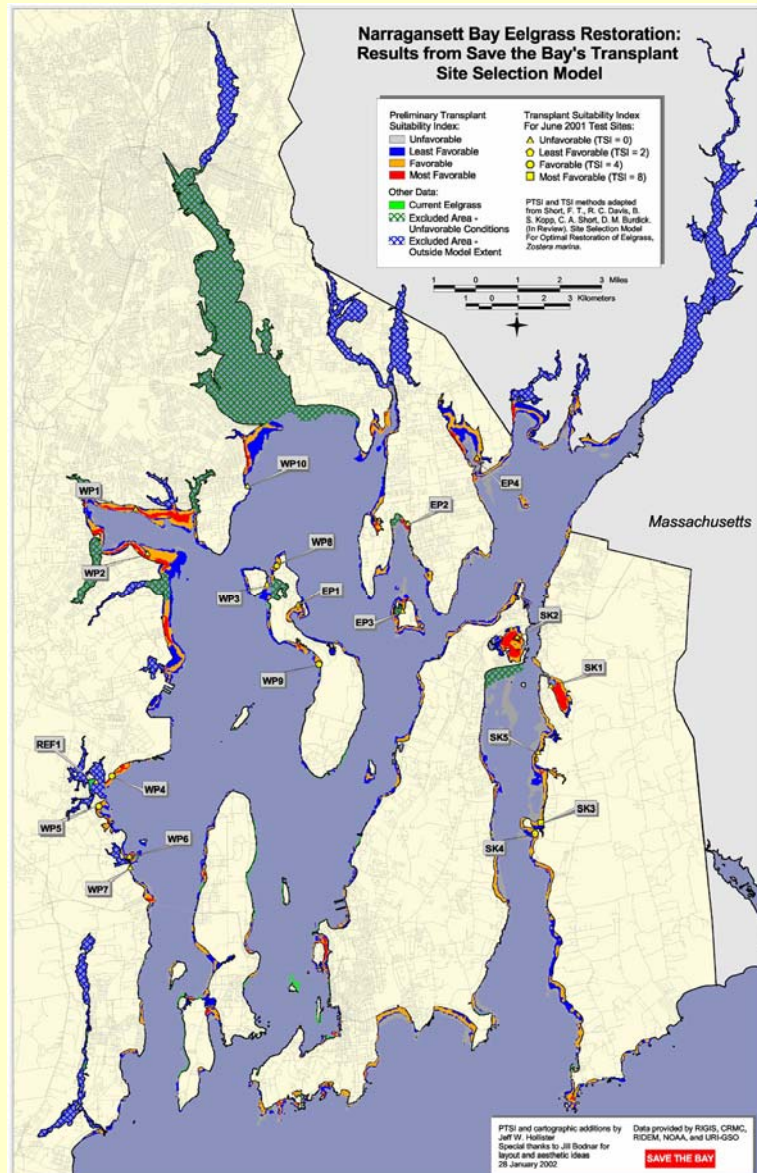 Narragansett Bay Eelgrass Restoration:
Results from Save the Bay's Transplant
Site Selection Model
Preliminary Transplant
Suitability Index:
Unfavorable
Least Favorable
Favorable
Most Favorable
Other Data:
Current Eelgrass
Excluded Area -
Unfavorable Conditions
Excluded Area -
Outside Model Extent
Transplant Suitability Index
For June 2001 Test Sites:
Unfavorable (TSI = 0)
Least Favorable (TSI = 2)
Favorable (TSI = 4)
Most Favorable (TSI = 8)
PTSI and TSI methods adapted
from Short, F. T., R. C. Davis, B.
S. Kopp, C. A. Short, D. M. Burdick.
(In Review). Site Selection Model
For Optimal Restoration of Eelgrass,
Zostera marina.
1 0 1 2 3 Miles
1 0 1 2 3 Kilometers
WP10
WP1
EP4
EP2
Massachusetts
WP8
WP2
WP3
EP1
EP3
SK2
SK1
WP9
SK5
REF1
WP4
WP5
SK3
WP6
SK4
WP7
PTSI and cartographic additions by
Jeff W. Hollister
Special thanks to Jill Bodnar for
layout and aesthetic ideas
28 January 2002
Data provided by RIGIS, CRMC,
RIDEM, NOAA, and URI-GSO
SAVE THE BAY